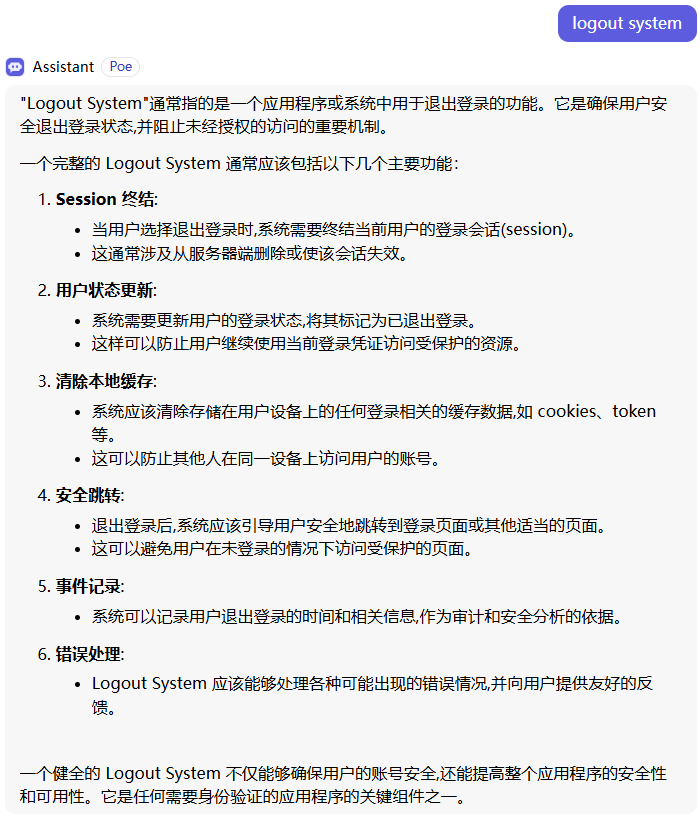 logout system
Assistant Poe
"Logout System"通常指的是一个应用程序或系统中用于退出登录的功能。它是确保用户安
全退出登录状态,并阻止未经授权的访问的重要机制。
一个完整的 Logout System 通常应该包括以下几个主要功能：
1. Session 终结:
• 当用户选择退出登录时,系统需要终结当前用户的登录会话(session)。
• 这通常涉及从服务器端删除或使该会话失效。
2. 用户状态更新:
• 系统需要更新用户的登录状态,将其标记为已退出登录。
• 这样可以防止用户继续使用当前登录凭证访问受保护的资源。
3. 清除本地缓存:
• 系统应该清除存储在用户设备上的任何登录相关的缓存数据,如 cookies、token
等。
• 这可以防止其他人在同一设备上访问用户的账号。
4. 安全跳转:
• 退出登录后,系统应该引导用户安全地跳转到登录页面或其他适当的页面。
• 这可以避免用户在未登录的情况下访问受保护的页面。
5. 事件记录:
• 系统可以记录用户退出登录的时间和相关信息,作为审计和安全分析的依据。
6. 错误处理:
• Logout System 应该能够处理各种可能出现的错误情况,并向用户提供友好的反
馈。
一个健全的 Logout System 不仅能够确保用户的账号安全,还能提高整个应用程序的安全性
和可用性。它是任何需要身份验证的应用程序的关键组件之一。